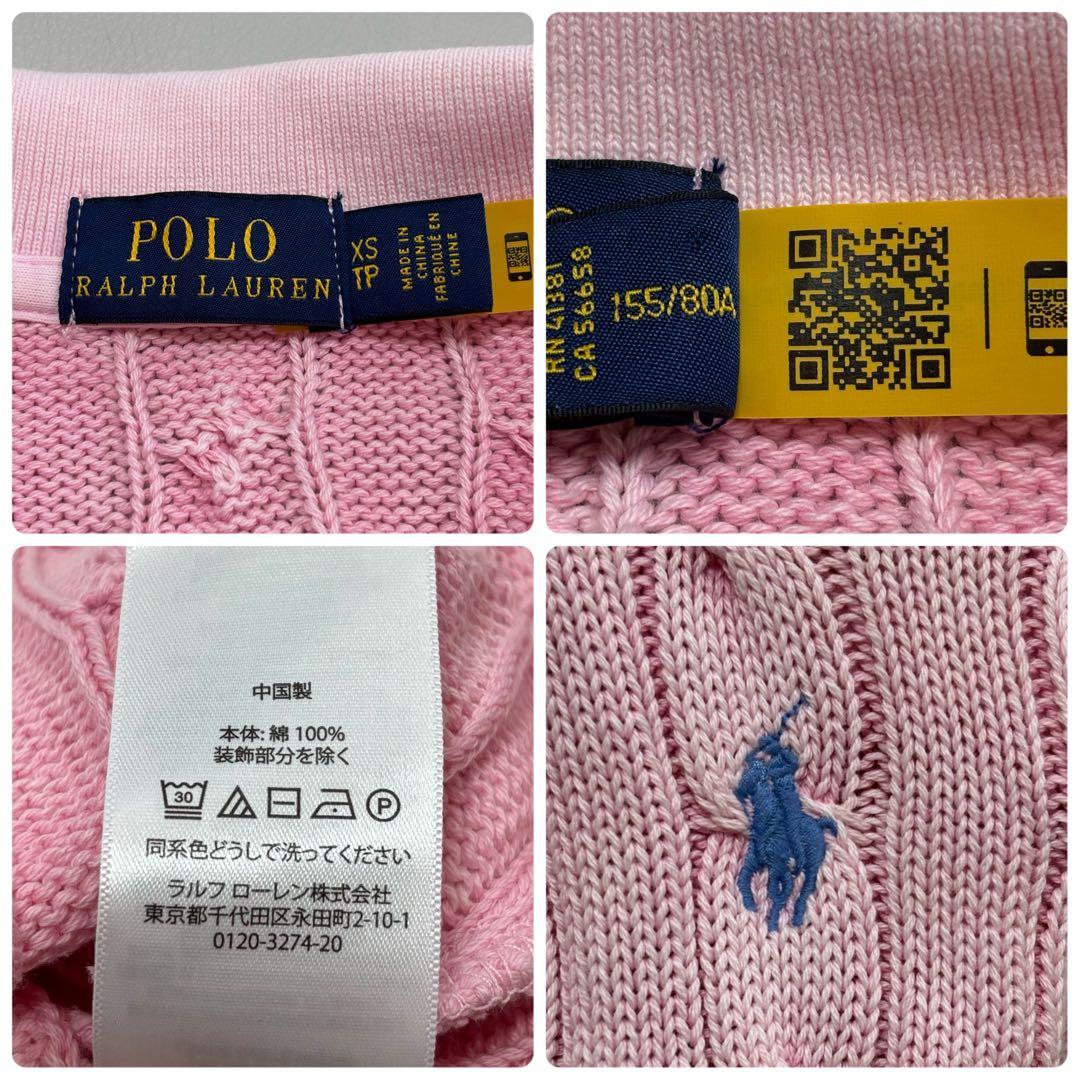 POLO
RALPH LAUREN
XS
TP
MADE IN
CHINA
FABRIQUÉ EN
CHINE
RN 41381
CA 56658
155/80A
中国製
本体: 綿 100%
装飾部分を除く
30
P
同系色どうしで洗ってください
ラルフ ローレン株式会社
東京都千代田区永田町2-10-1
0120-3274-20